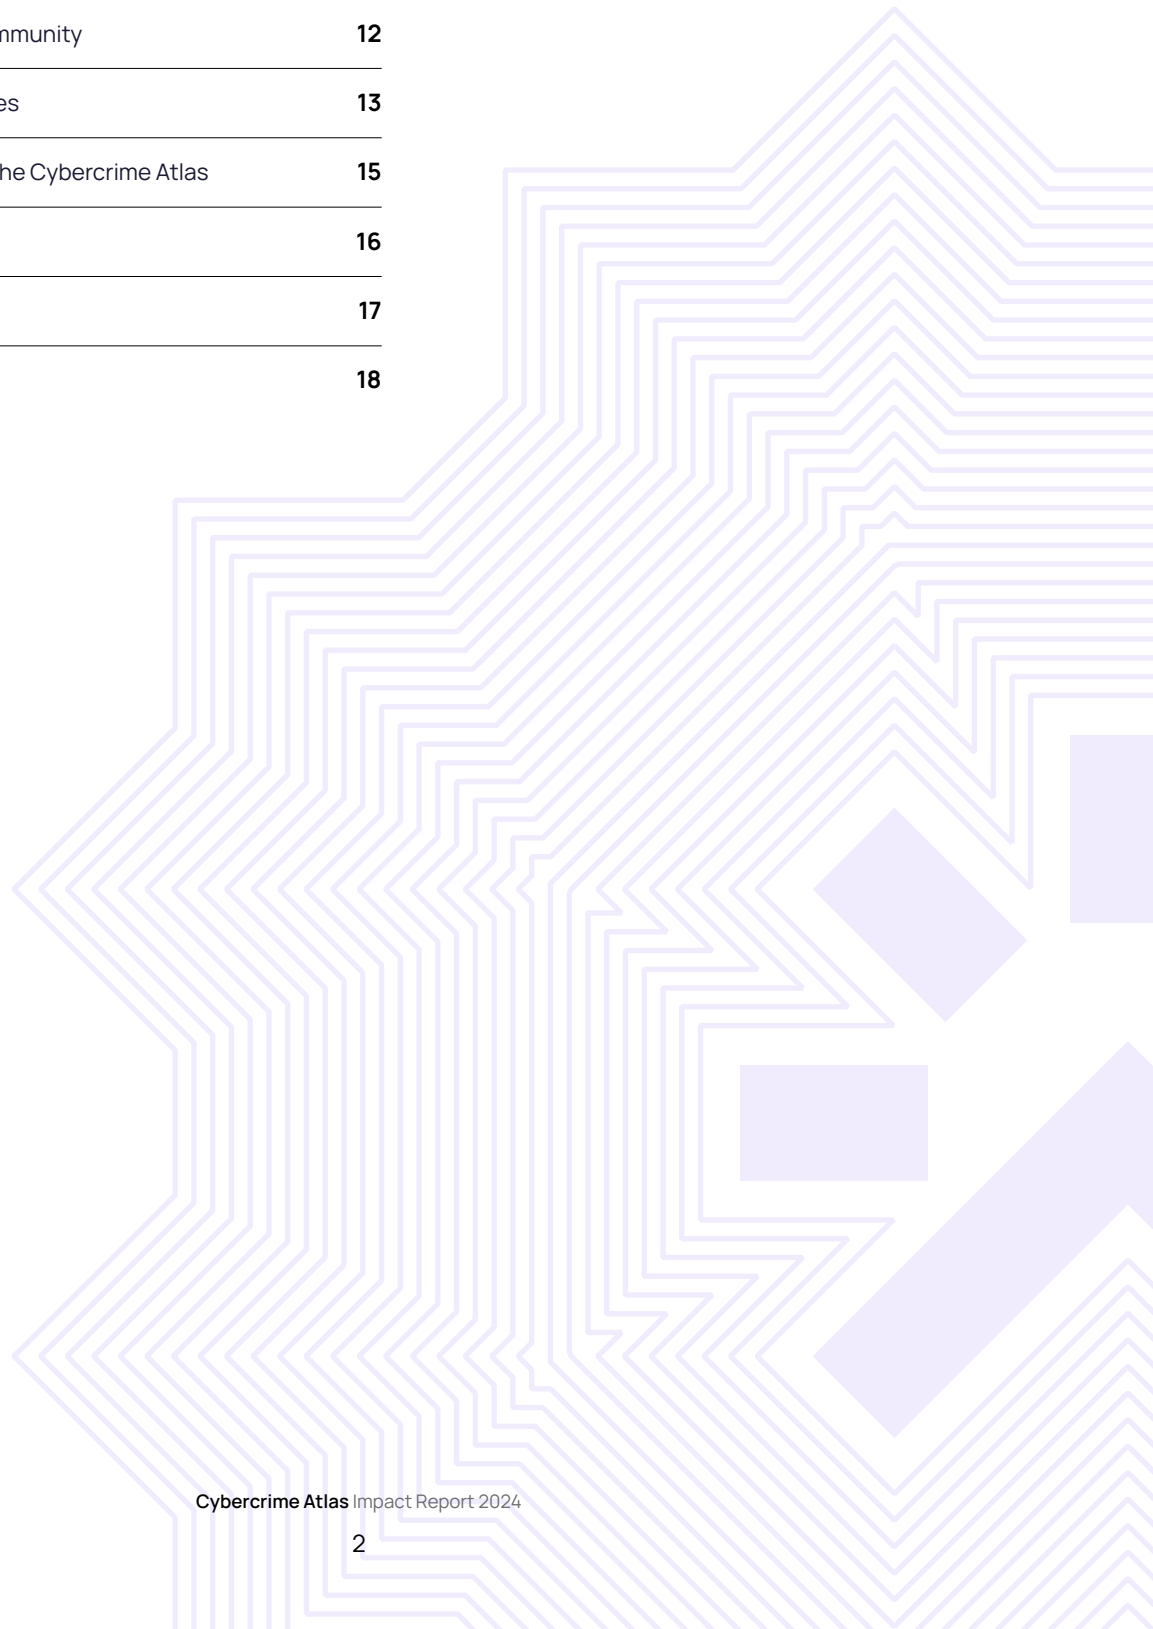 mmunity 12
es 13
he Cybercrime Atlas 15
16
17
18
Cybercrime Atlas Impact Report 2024
2